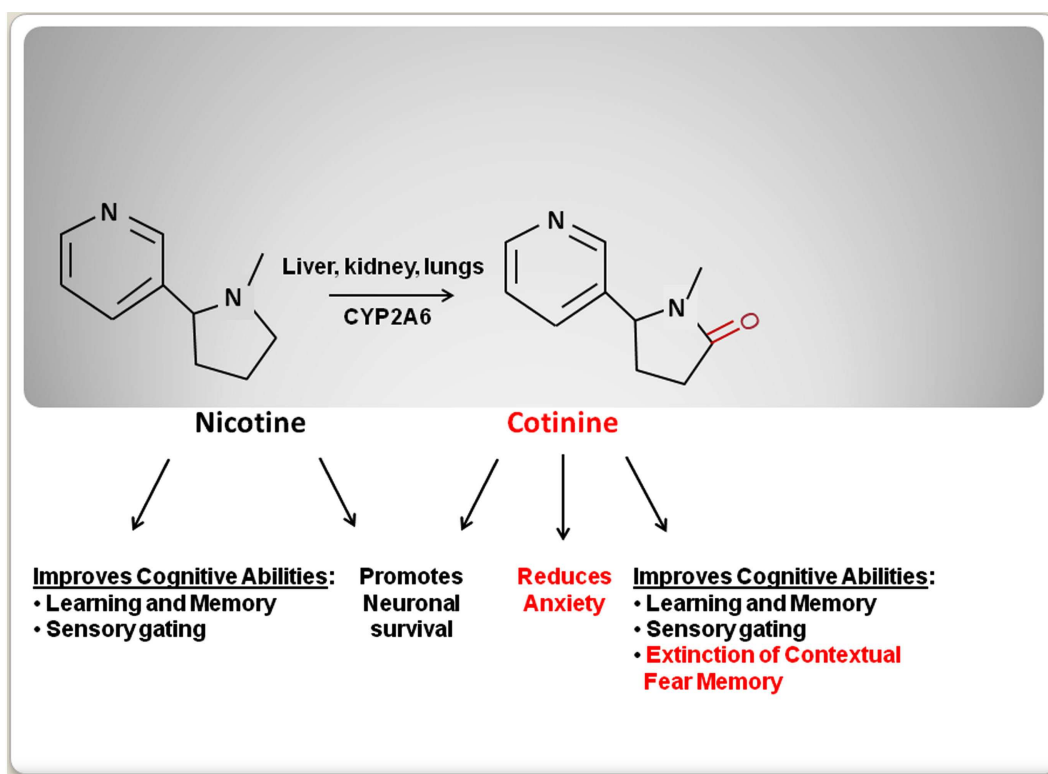 N
N
Liver, kidney, lungs
CYP2A6
N
N
O
Nicotine
Cotinine
Improves Cognitive Abilities:
• Learning and Memory
• Sensory gating
Promotes
Neuronal
survival
Reduces
Anxiety
Improves Cognitive Abilities:
• Learning and Memory
• Sensory gating
• Extinction of Contextual
Fear Memory